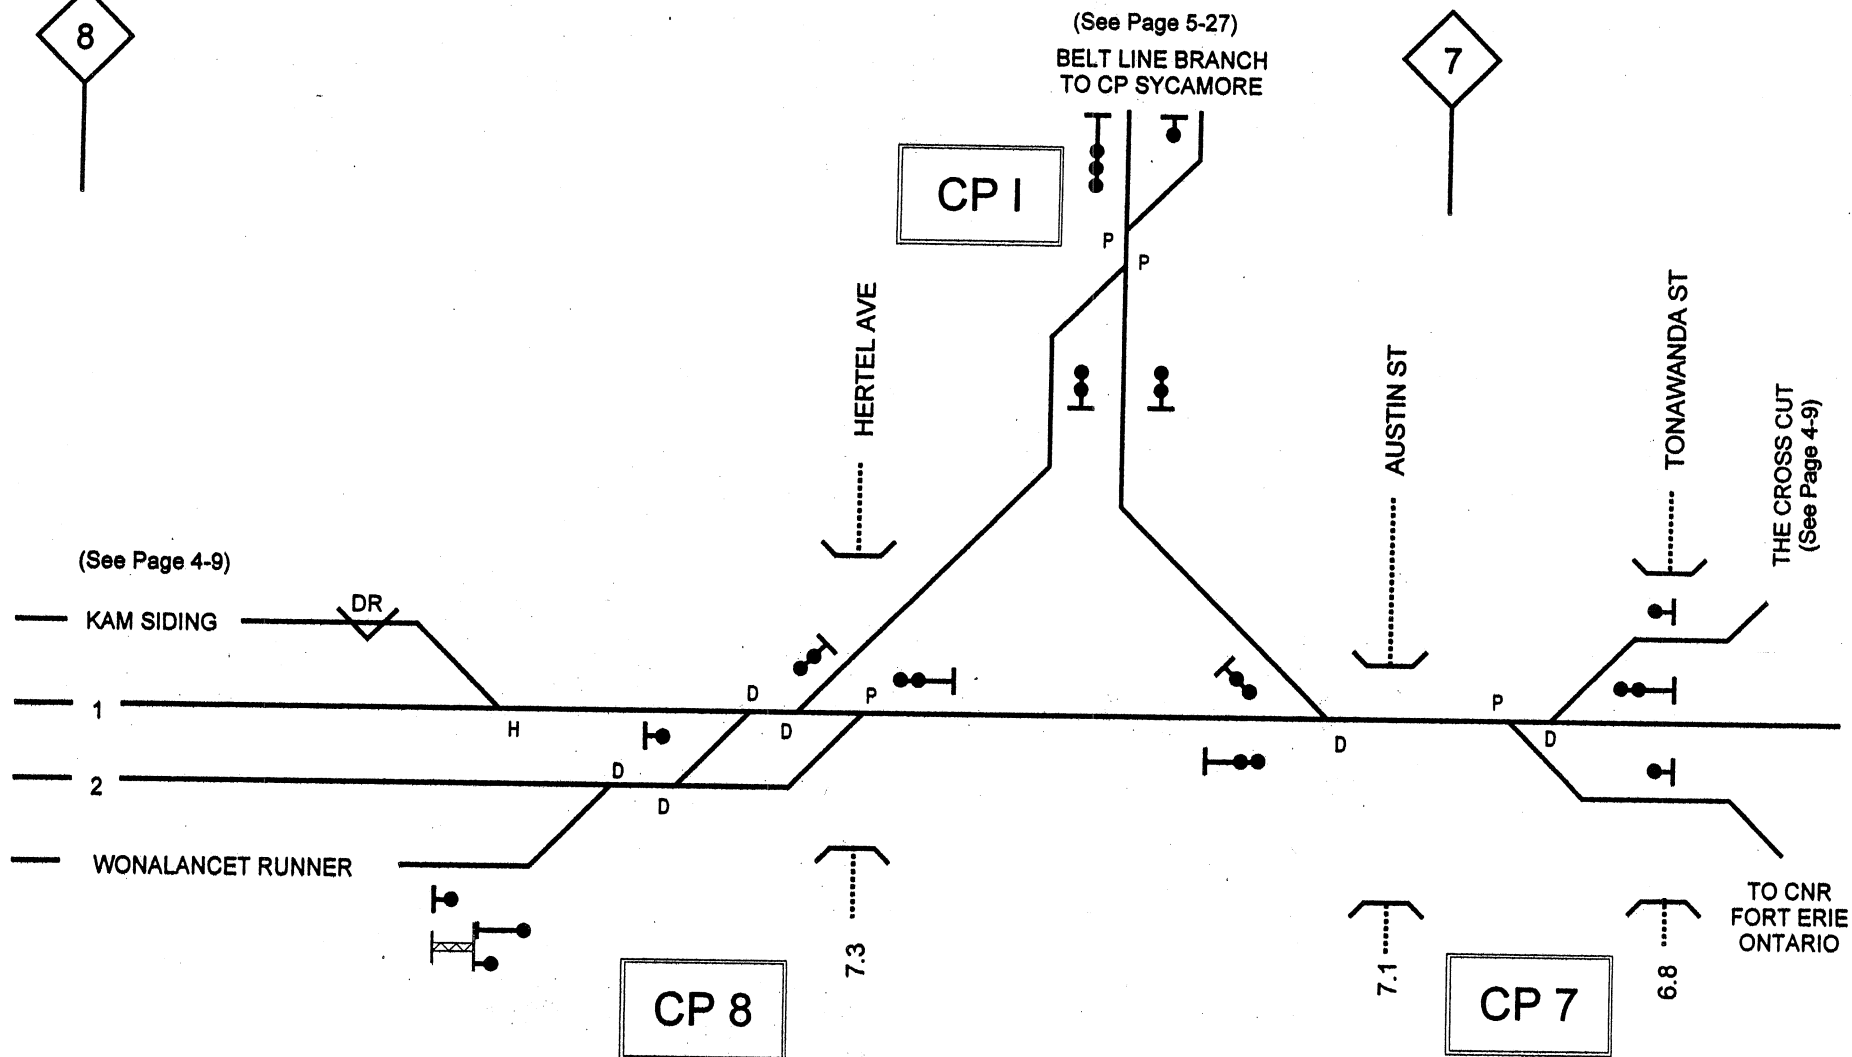 8
(See Page 5-27)
BELT LINE BRANCH
TO CP SYCAMORE
7
CP I
P
P
HERTEL AVE
AUSTIN ST
TONAWANDA ST
THE CROSS CUT
(See Page 4-9)
(See Page 4-9)
KAM SIDING
DR
1
H
D
D
P
D
P
D
2
D
D
WONALANCET RUNNER
7.3
7.1
6.8
TO CNR
FORT ERIE
ONTARIO
CP 8
CP 7